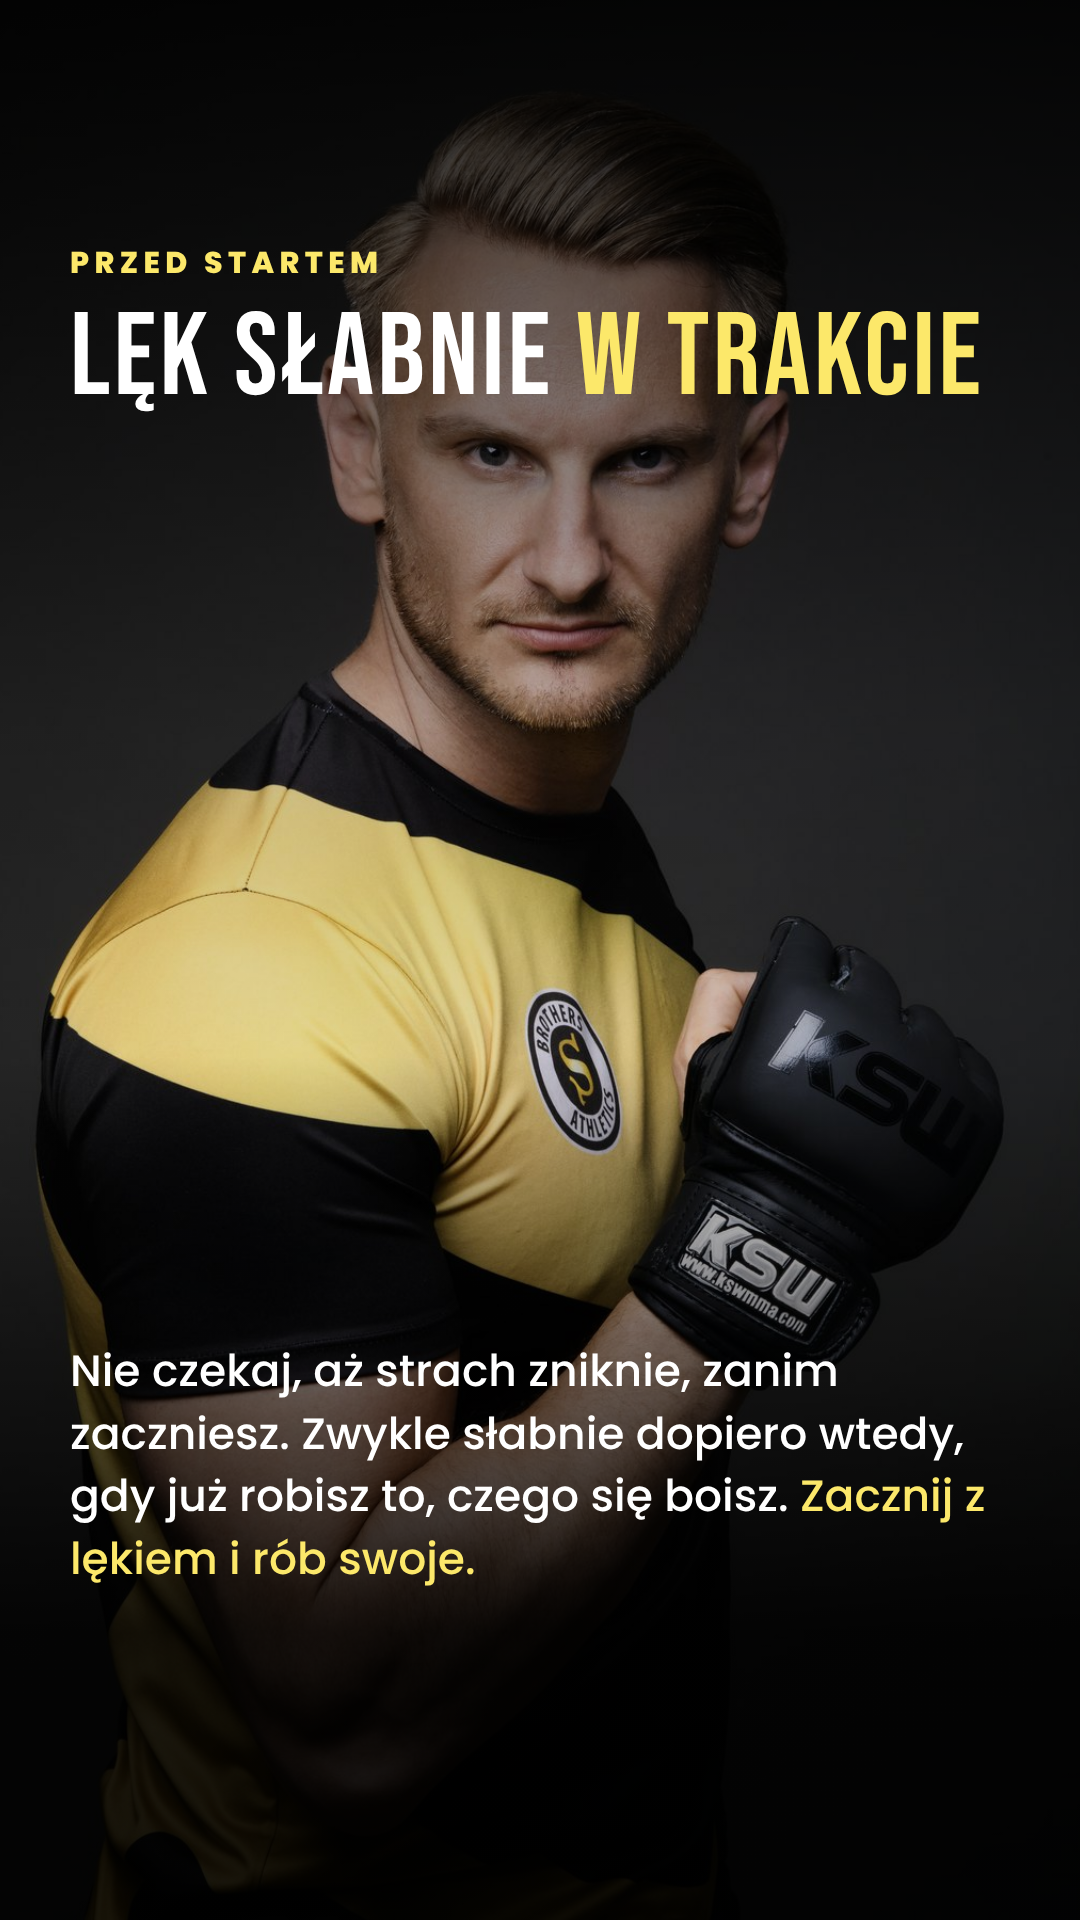 PRZED STARTEM
LĘK SŁABNIE W TRAKCIE
BROTHERS
S
ATHLETICS
KSW
KSW
www.kswmma.com
Nie czekaj, aż strach zniknie, zanim
zaczniesz. Zwykle słabnie dopiero wtedy,
gdy już robisz to, czego się boisz. Zacznij z
lękiem i rób swoje.